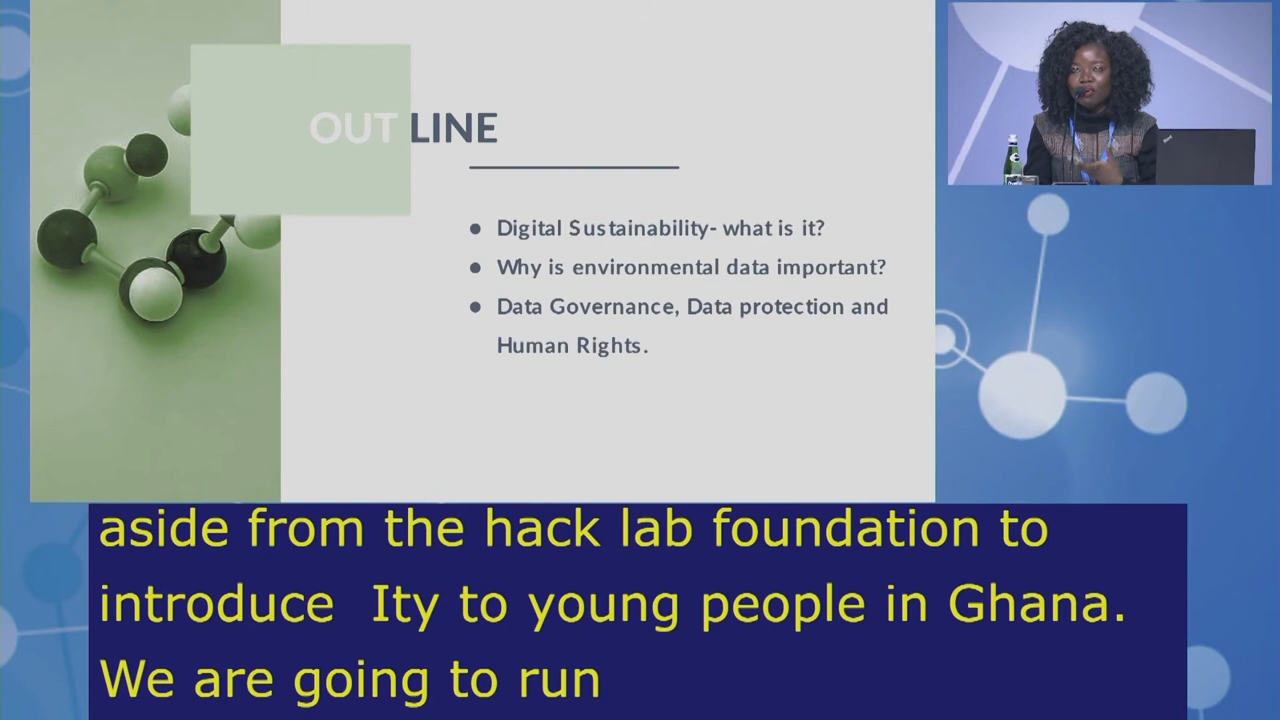 OUT LINE
Digital Sustainability- what is it?
Why is environmental data important?
Data Governance, Data protection and
Human Rights.
aside from the hack lab foundation to
introduce  Ity to young people in Ghana.
We are going to run